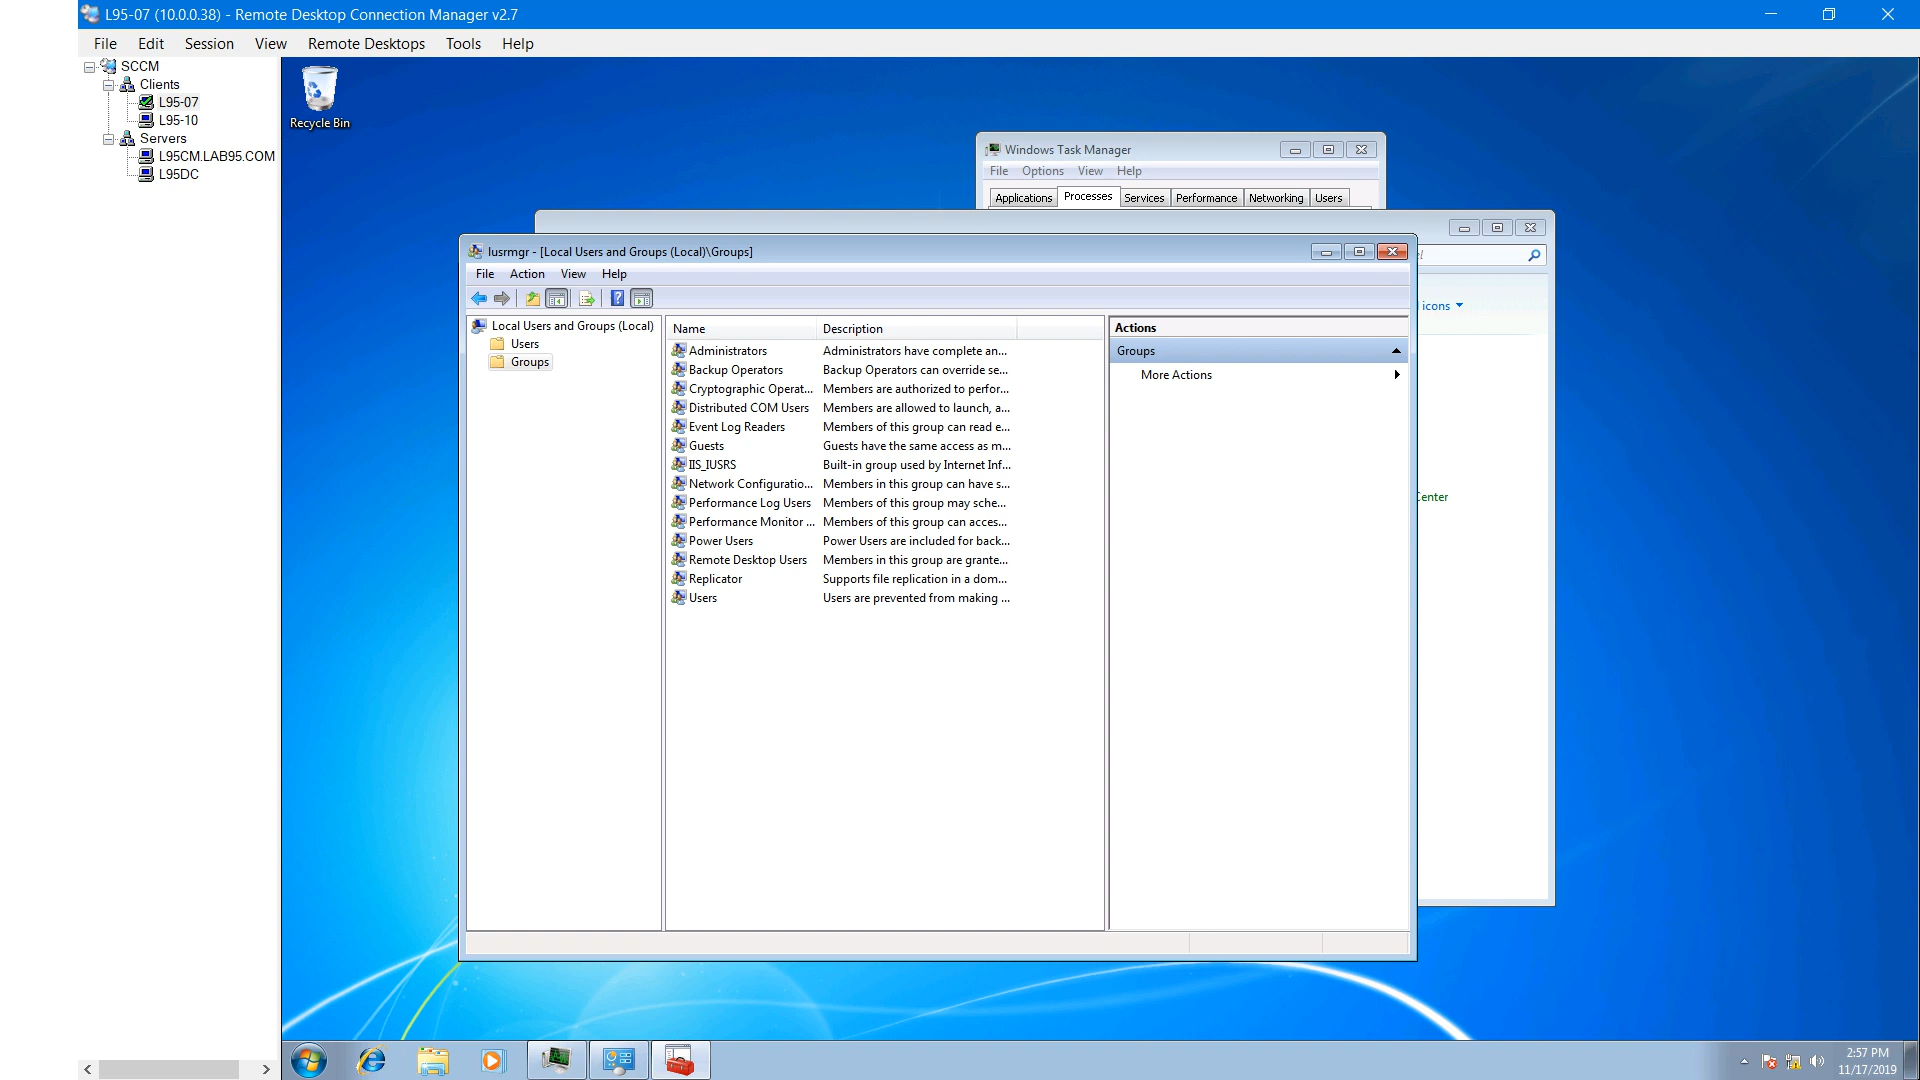 L95-07 (10.0.0.38) - Remote Desktop Connection Manager v2.7
File Edit Session View Remote Desktops Tools Help
SCCM
Clients
L95-07
L95-10
Servers
L95CM.LAB95.COM
L95DC
Recycle Bin
Windows Task Manager
File Options View Help
Applications Processes Services Performance Networking Users
icons
Center
lusrmgr - [Local Users and Groups (Local)\Groups]
File Action View Help
Local Users and Groups (Local)
Users
Groups
Name Description
Administrators Administrators have complete an...
Backup Operators Backup Operators can override se...
Cryptographic Operat... Members are authorized to perfor...
Distributed COM Users Members are allowed to launch, a...
Event Log Readers Members of this group can read e...
Guests Guests have the same access as m...
IIS_IUSRS Built-in group used by Internet Inf...
Network Configuratio... Members in this group can have s...
Performance Log Users Members of this group may sche...
Performance Monitor ... Members of this group can acces...
Power Users Power Users are included for back...
Remote Desktop Users Members in this group are grante...
Replicator Supports file replication in a dom...
Users Users are prevented from making ...
Actions
Groups
More Actions
2:57 PM
11/17/2019